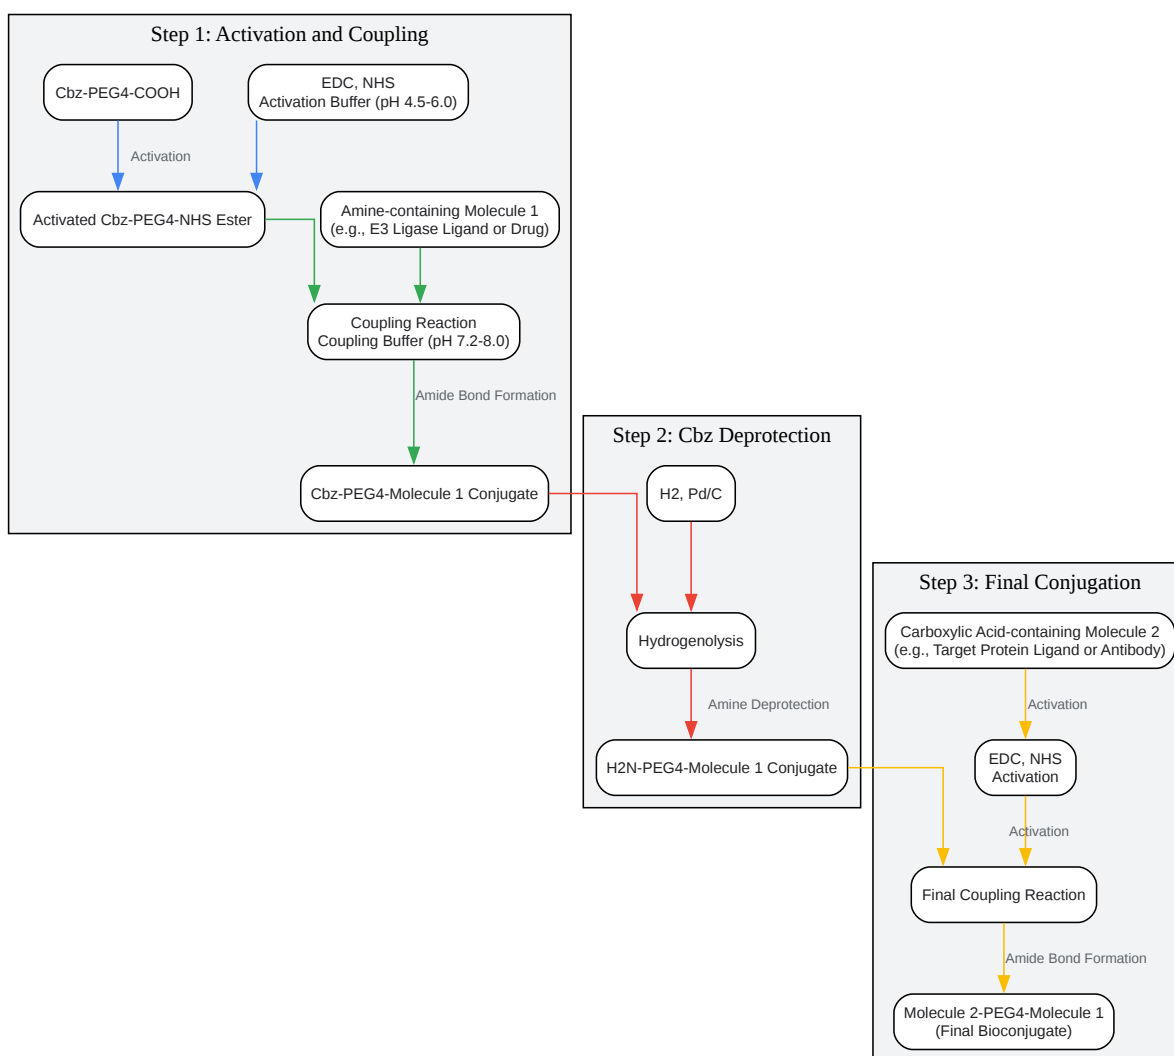 Step 1: Activation and Coupling
Cbz-PEG4-COOH
EDC, NHS
Activation Buffer (pH 4.5-6.0)
Activation
Activated Cbz-PEG4-NHS Ester
Amine-containing Molecule 1
(e.g., E3 Ligase Ligand or Drug)
Coupling Reaction
Coupling Buffer (pH 7.2-8.0)
Amide Bond Formation
Cbz-PEG4-Molecule 1 Conjugate
Step 2: Cbz Deprotection
H2, Pd/C
Hydrogenolysis
Amine Deprotection
H2N-PEG4-Molecule 1 Conjugate
Step 3: Final Conjugation
Carboxylic Acid-containing Molecule 2
(e.g., Target Protein Ligand or Antibody)
Activation
EDC, NHS
Activation
Activation
Final Coupling Reaction
Amide Bond Formation
Molecule 2-PEG4-Molecule 1
(Final Bioconjugate)